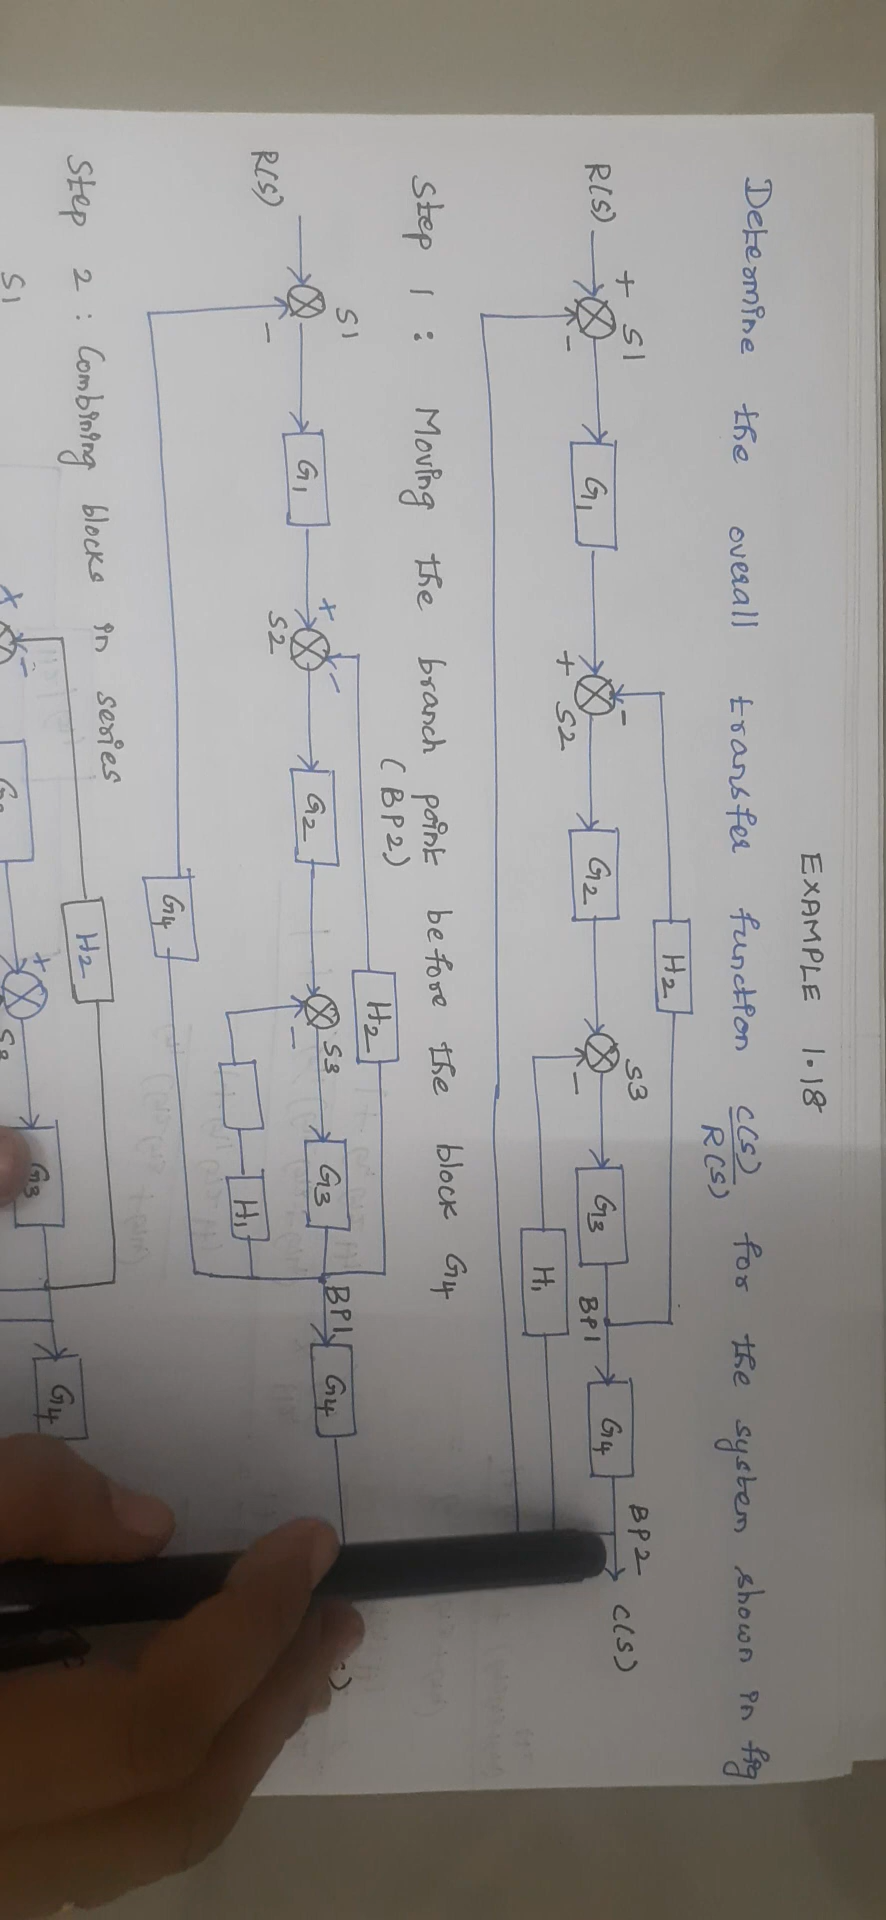 EXAMPLE 1.18
Determine the overall transfer function C(S)/R(S) for the system shown in fig
H2
R(S) + S1 - G1 + S2 - G2 S3 - G3 BP1 G4 BP2 C(S)
H1
Step 1 : Moving the branch point before the block G4
(BP2)
H2
R(S) S1 - G1 + S2 - G2 S3 - G3 BP1 G4
H1
G4
Step 2 : Combining blocks in series
H2
S1 - + G3 G4